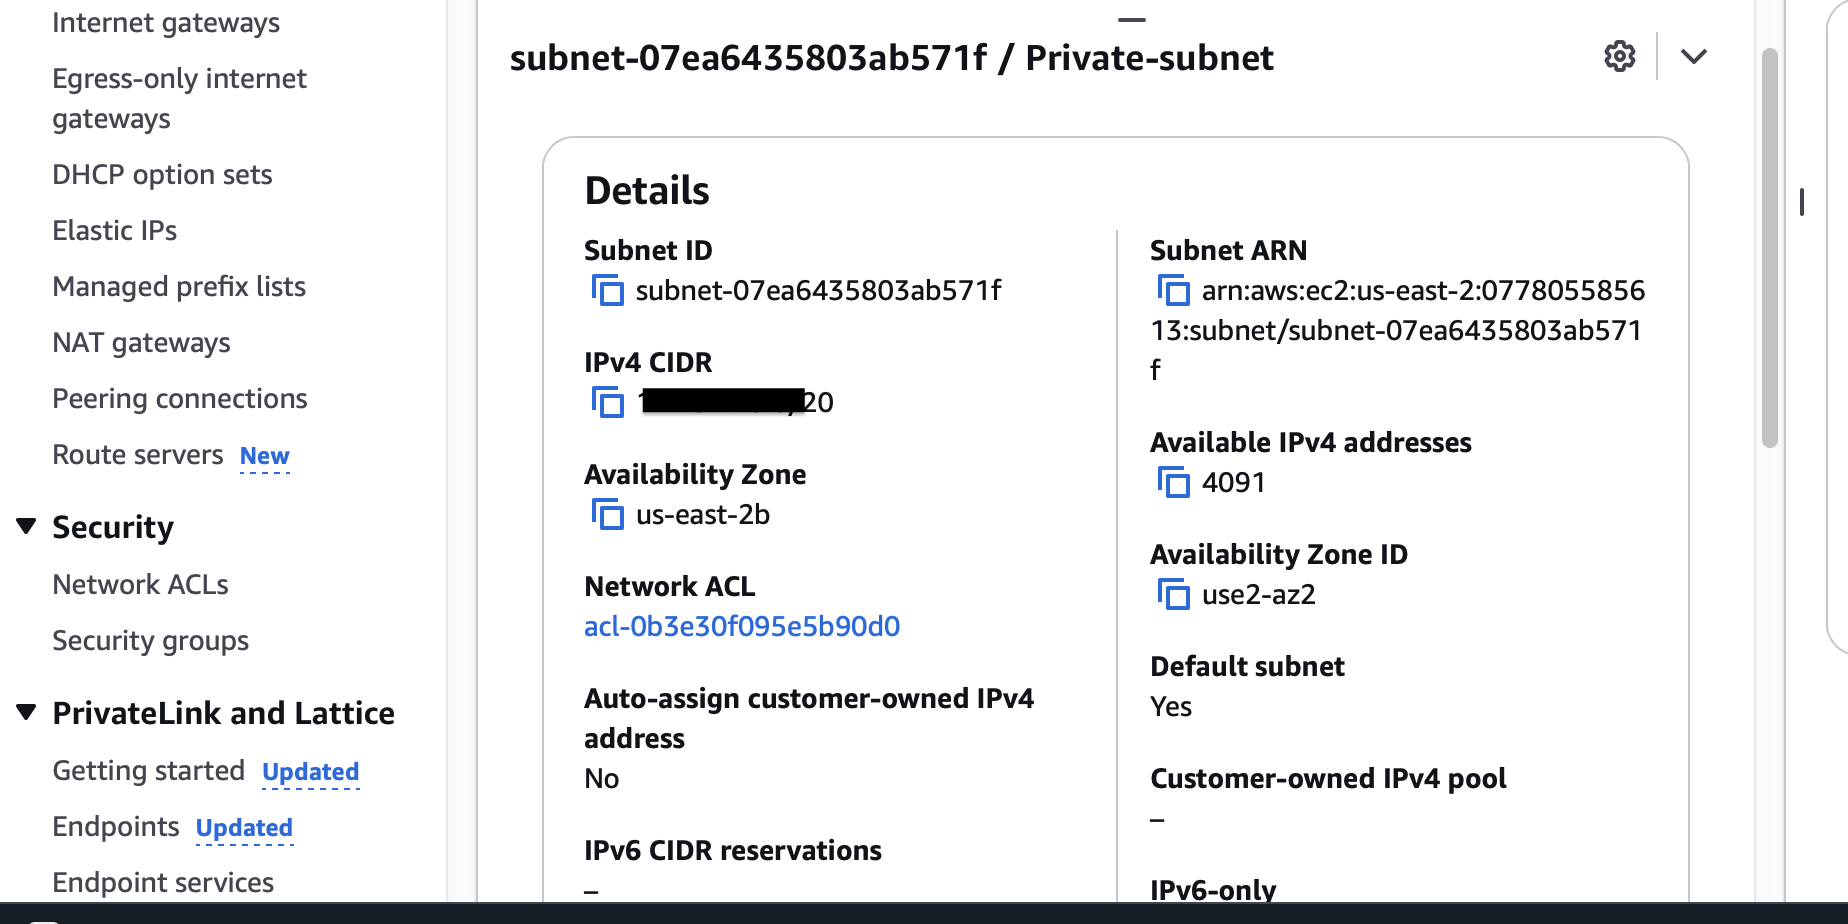 Internet gateways
Egress-only internet
gateways
DHCP option sets
Elastic IPs
Managed prefix lists
NAT gateways
Peering connections
Route servers New
Security
Network ACLs
Security groups
PrivateLink and Lattice
Getting started Updated
Endpoints Updated
Endpoint services
subnet-07ea6435803ab571f / Private-subnet
Details
Subnet ID
subnet-07ea6435803ab571f
IPv4 CIDR
20
Availability Zone
us-east-2b
Network ACL
acl-0b3e30f095e5b90d0
Auto-assign customer-owned IPv4
address
No
IPv6 CIDR reservations
–
Subnet ARN
arn:aws:ec2:us-east-2:0778055856
13:subnet/subnet-07ea6435803ab571
f
Available IPv4 addresses
4091
Availability Zone ID
use2-az2
Default subnet
Yes
Customer-owned IPv4 pool
–
IPv6-only